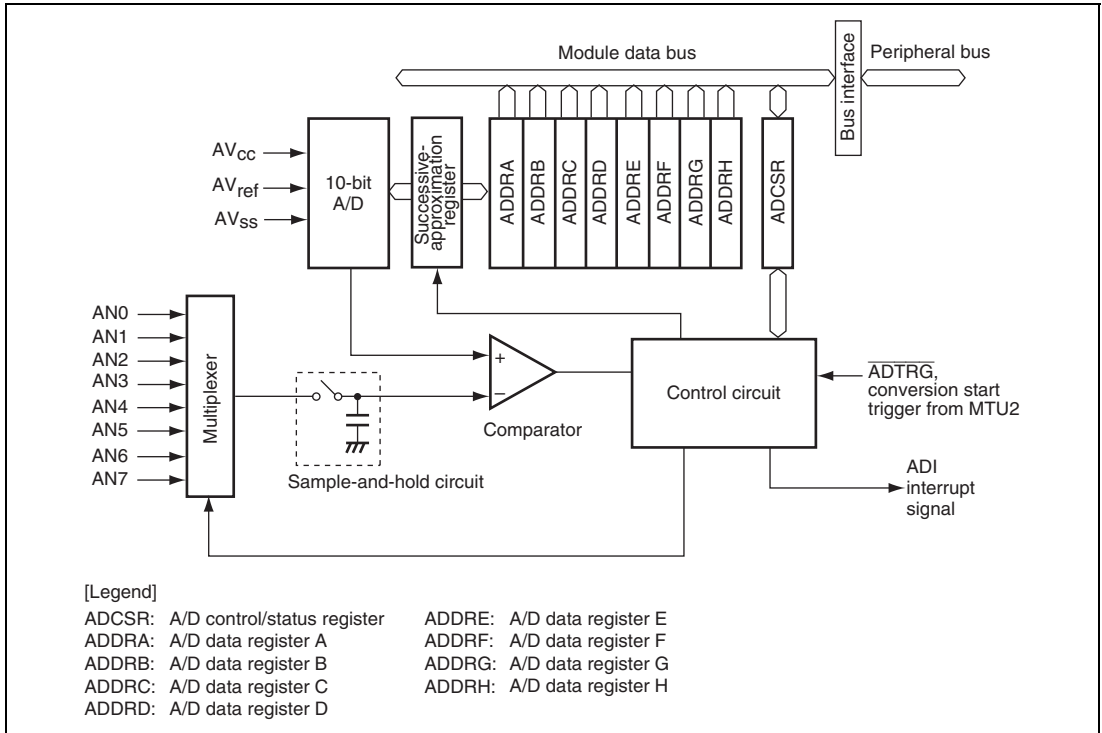 Module data bus
Peripheral bus
Bus interface
AVcc
AVref
AVss
10-bit
A/D
Successive-
approximation
register
ADDRA
ADDRB
ADDRC
ADDRD
ADDRE
ADDRF
ADDRG
ADDRH
ADCSR
AN0
AN1
AN2
AN3
AN4
AN5
AN6
AN7
Multiplexer
Sample-and-hold circuit
+
−
Comparator
Control circuit
ADTRG,
conversion start
trigger from MTU2
ADI
interrupt
signal
[Legend]
ADCSR: A/D control/status register
ADDRA: A/D data register A
ADDRB: A/D data register B
ADDRC: A/D data register C
ADDRD: A/D data register D
ADDRE: A/D data register E
ADDRF: A/D data register F
ADDRG: A/D data register G
ADDRH: A/D data register H